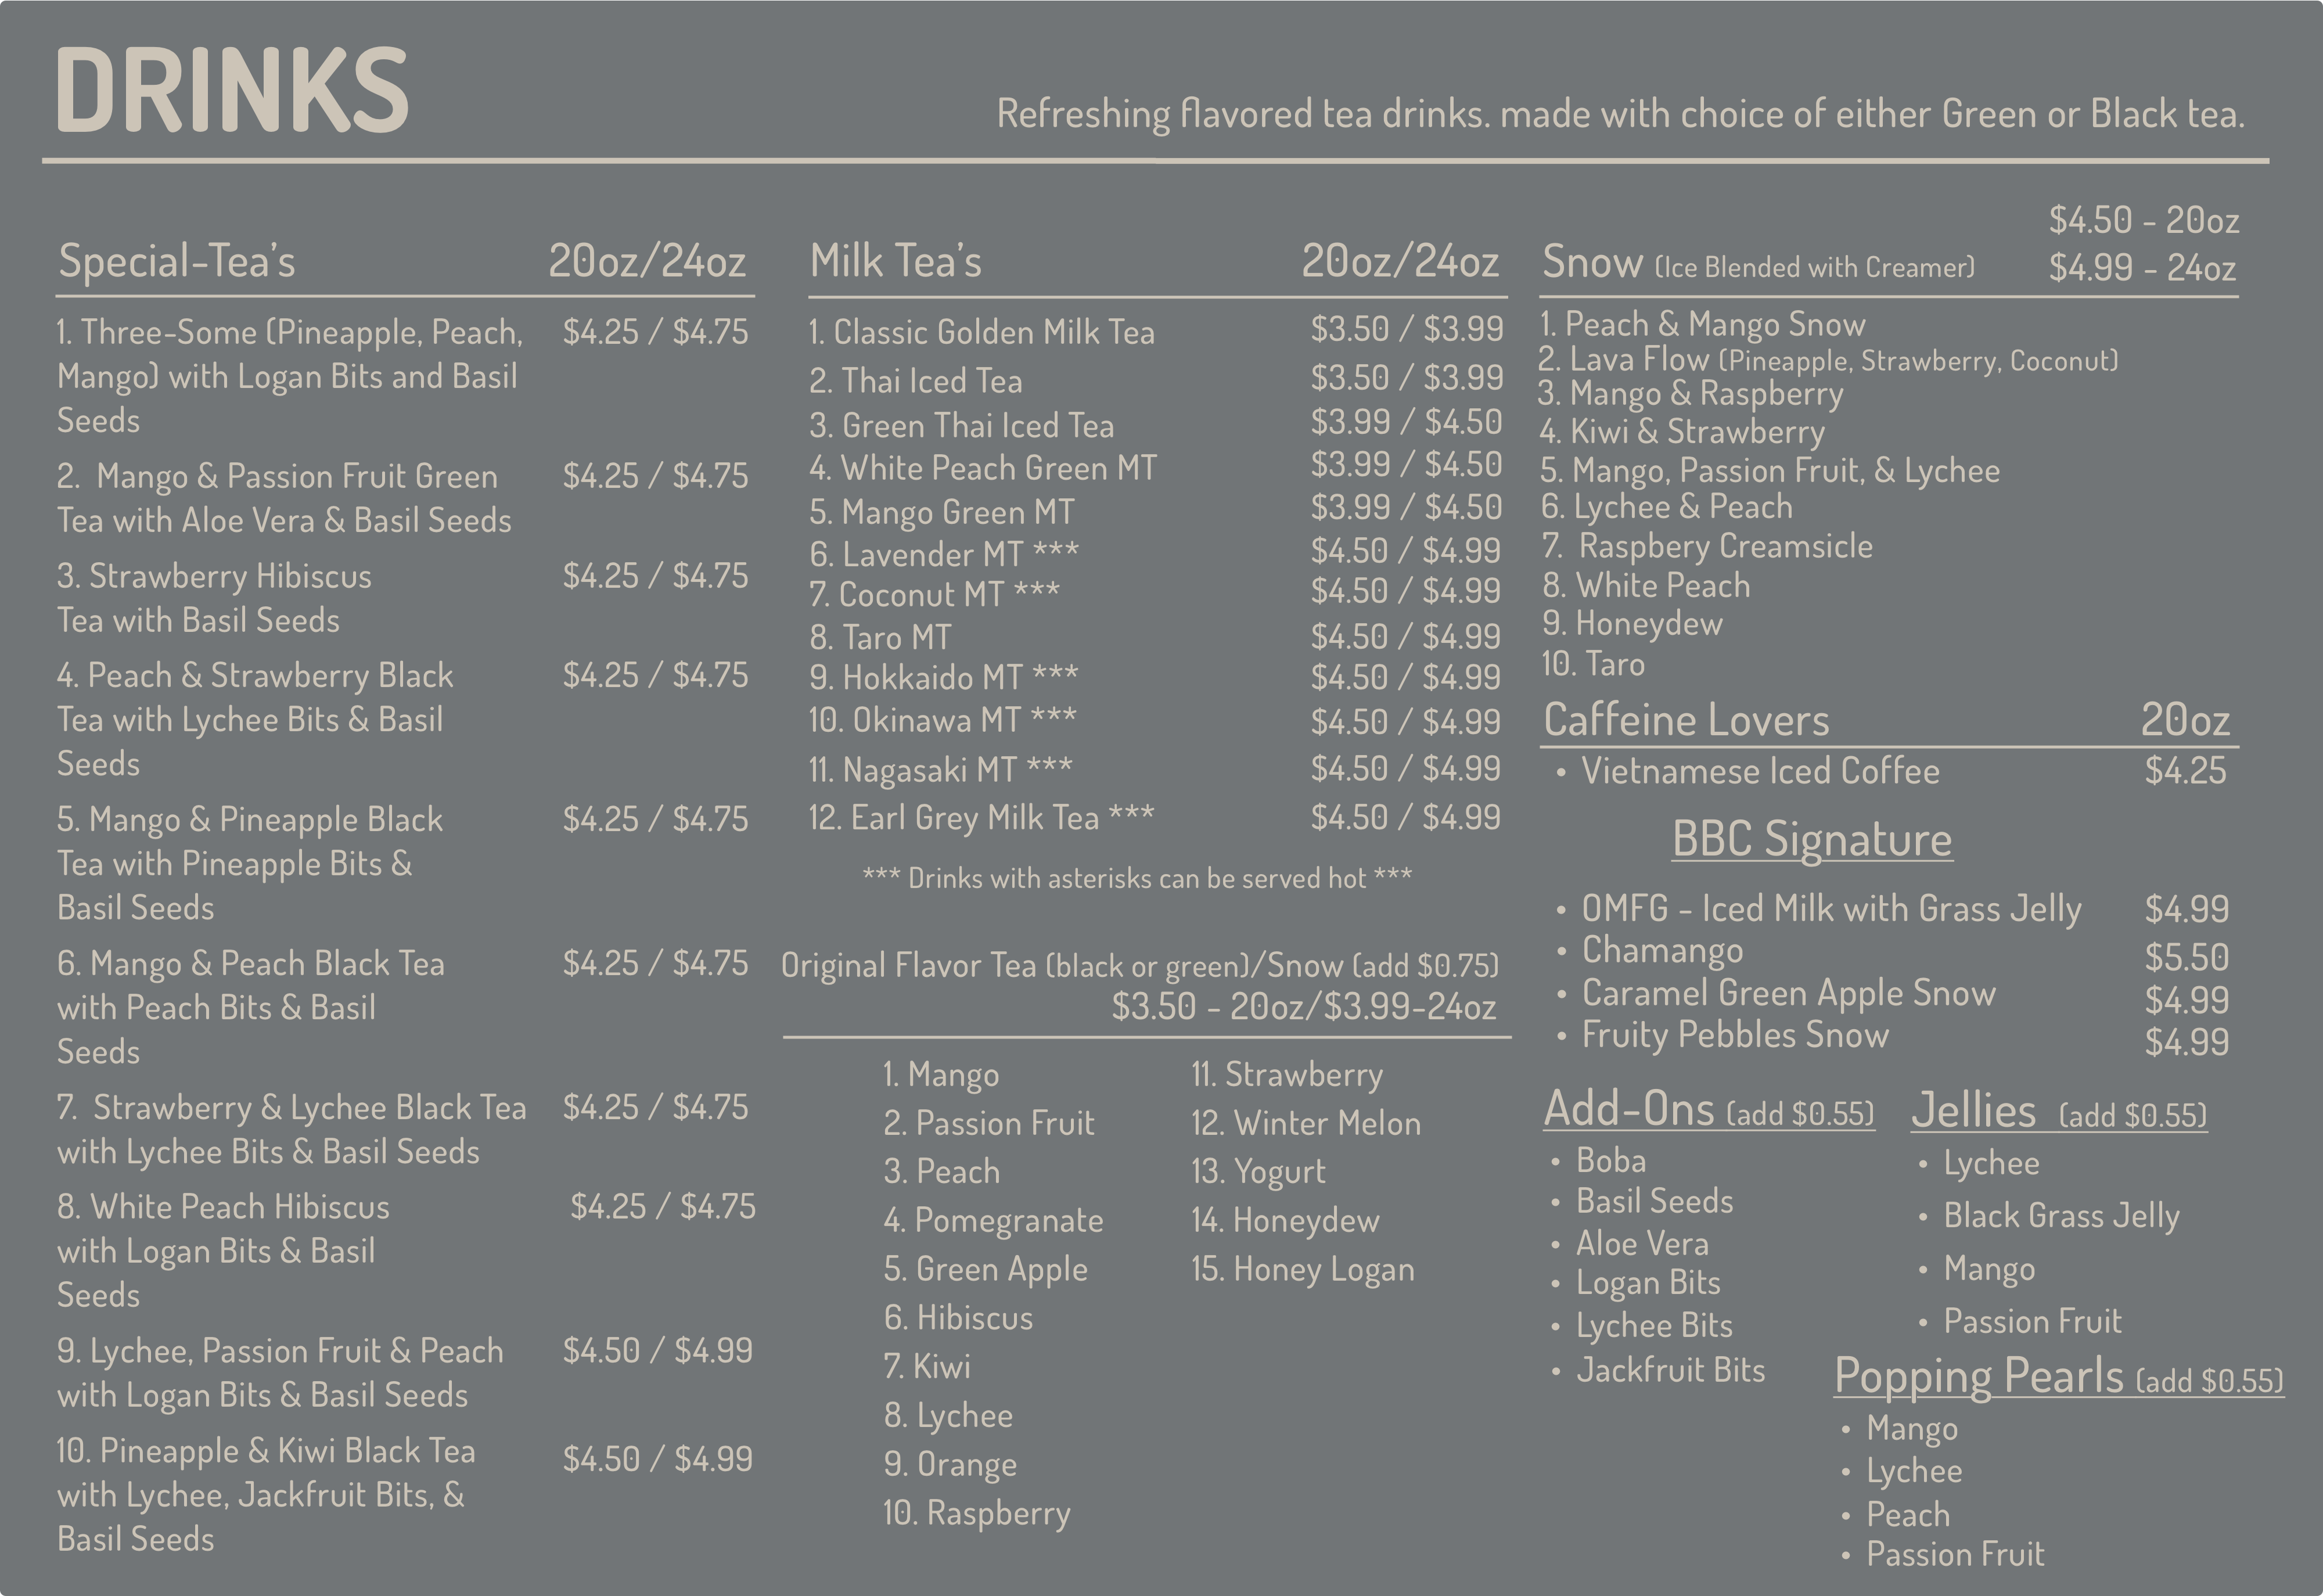 DRINKS
Refreshing flavored tea drinks. made with choice of either Green or Black tea.
Special-Tea's 20oz/24oz
1. Three-Some (Pineapple, Peach, $4.25 / $4.75
Mango) with Logan Bits and Basil
Seeds
2. Mango & Passion Fruit Green $4.25 / $4.75
Tea with Aloe Vera & Basil Seeds
3. Strawberry Hibiscus $4.25 / $4.75
Tea with Basil Seeds
4. Peach & Strawberry Black $4.25 / $4.75
Tea with Lychee Bits & Basil
Seeds
5. Mango & Pineapple Black $4.25 / $4.75
Tea with Pineapple Bits &
Basil Seeds
6. Mango & Peach Black Tea $4.25 / $4.75
with Peach Bits & Basil
Seeds
7. Strawberry & Lychee Black Tea $4.25 / $4.75
with Lychee Bits & Basil Seeds
8. White Peach Hibiscus $4.25 / $4.75
with Logan Bits & Basil
Seeds
9. Lychee, Passion Fruit & Peach $4.50 / $4.99
with Logan Bits & Basil Seeds
10. Pineapple & Kiwi Black Tea $4.50 / $4.99
with Lychee, Jackfruit Bits, &
Basil Seeds
Milk Tea's 20oz/24oz
1. Classic Golden Milk Tea $3.50 / $3.99
2. Thai Iced Tea $3.50 / $3.99
3. Green Thai Iced Tea $3.99 / $4.50
4. White Peach Green MT $3.99 / $4.50
5. Mango Green MT $3.99 / $4.50
6. Lavender MT *** $4.50 / $4.99
7. Coconut MT *** $4.50 / $4.99
8. Taro MT $4.50 / $4.99
9. Hokkaido MT *** $4.50 / $4.99
10. Okinawa MT *** $4.50 / $4.99
11. Nagasaki MT *** $4.50 / $4.99
12. Earl Grey Milk Tea *** $4.50 / $4.99
*** Drinks with asterisks can be served hot ***
Original Flavor Tea (black or green)/Snow (add $0.75)
$3.50 - 20oz/$3.99-24oz
1. Mango
2. Passion Fruit
3. Peach
4. Pomegranate
5. Green Apple
6. Hibiscus
7. Kiwi
8. Lychee
9. Orange
10. Raspberry
11. Strawberry
12. Winter Melon
13. Yogurt
14. Honeydew
15. Honey Logan
$4.50 - 20oz
Snow (Ice Blended with Creamer) $4.99 - 24oz
1. Peach & Mango Snow
2. Lava Flow (Pineapple, Strawberry, Coconut)
3. Mango & Raspberry
4. Kiwi & Strawberry
5. Mango, Passion Fruit, & Lychee
6. Lychee & Peach
7. Raspbery Creamsicle
8. White Peach
9. Honeydew
10. Taro
Caffeine Lovers 20oz
• Vietnamese Iced Coffee $4.25
BBC Signature
• OMFG - Iced Milk with Grass Jelly $4.99
• Chamango $5.50
• Caramel Green Apple Snow $4.99
• Fruity Pebbles Snow $4.99
Add-Ons (add $0.55)
• Boba
• Basil Seeds
• Aloe Vera
• Logan Bits
• Lychee Bits
• Jackfruit Bits
Jellies (add $0.55)
• Lychee
• Black Grass Jelly
• Mango
• Passion Fruit
Popping Pearls (add $0.55)
• Mango
• Lychee
• Peach
• Passion Fruit